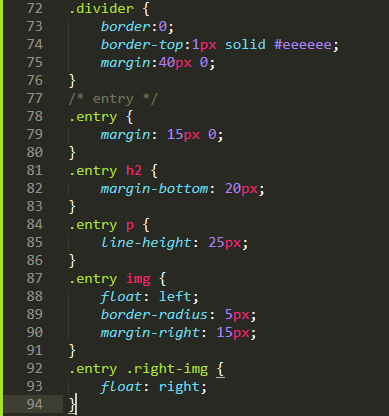 72 .divider {
73     border:0;
74     border-top:1px solid #eeeeee;
75     margin:40px 0;
76 }
77 /* entry */
78 .entry {
79     margin: 15px 0;
80 }
81 .entry h2 {
82     margin-bottom: 20px;
83 }
84 .entry p {
85     line-height: 25px;
86 }
87 .entry img {
88     float: left;
89     border-radius: 5px;
90     margin-right: 15px;
91 }
92 .entry .right-img {
93     float: right;
94 }